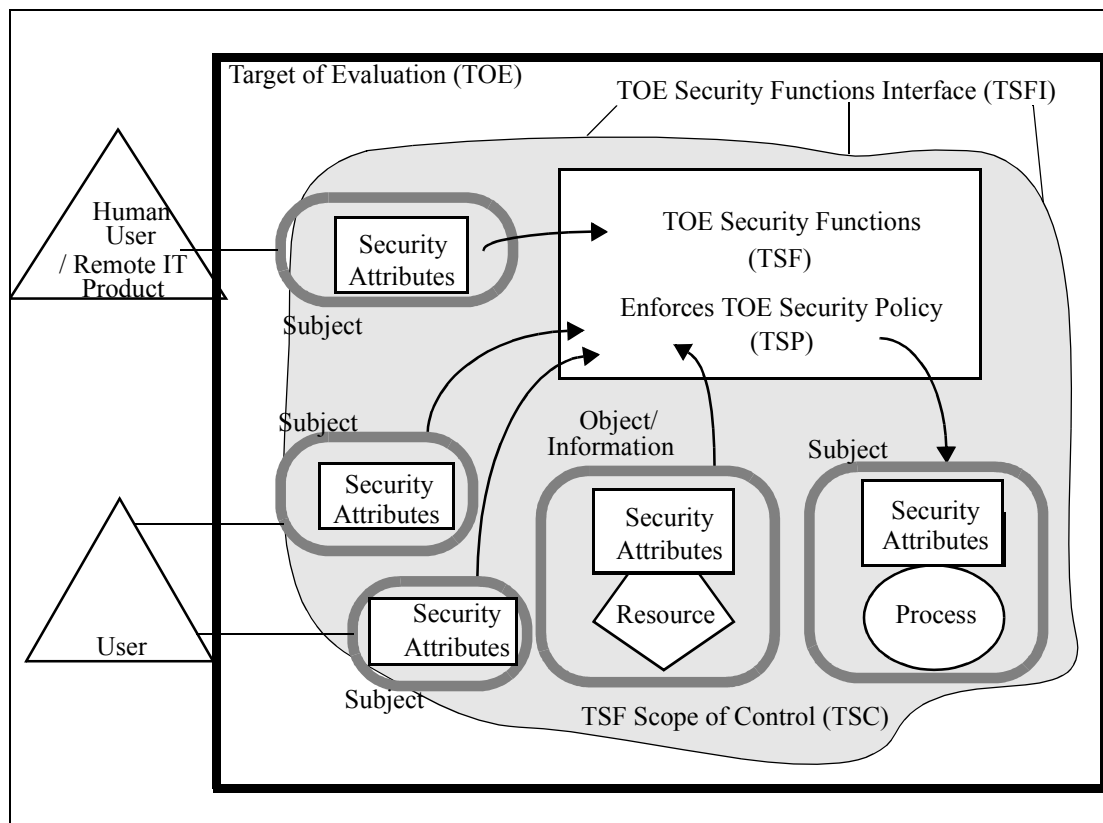 Target of Evaluation (TOE)
TOE Security Functions Interface (TSFI)
Human
User
/ Remote IT
Product
Security
Attributes
Subject
TOE Security Functions
(TSF)
Enforces TOE Security Policy
(TSP)
Subject
Security
Attributes
Object/
Information
Security
Attributes
Resource
Subject
Security
Attributes
Process
User
Security
Attributes
Subject
TSF Scope of Control (TSC)